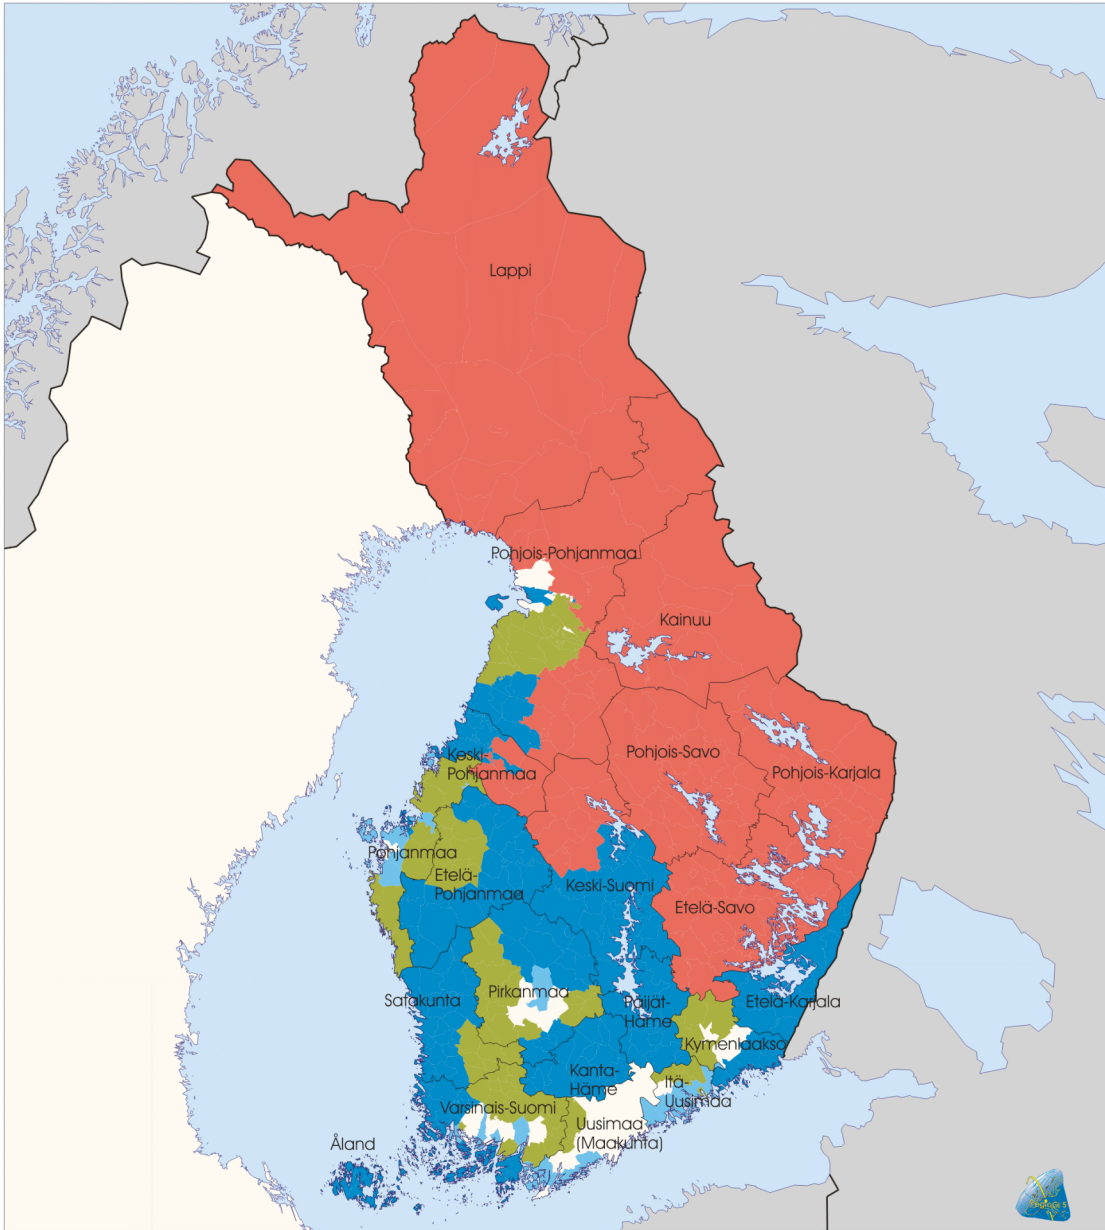 Lappi
Pohjois-Pohjanmaa
Kainuu
Keski-
Pohjanmaa
Pohjois-Savo
Pohjois-Karjala
Pohjanmaa
Etelä-
Pohjanmaa
Keski-Suomi
Etelä-Savo
Satakunta
Pirkanmaa
Päijät-
Häme
Etelä-Karjala
Kymenlaakso
Kanta-
Häme
Itä-
Uusimaa
Varsinais-Suomi
Uusimaa
(Maakunta)
Åland